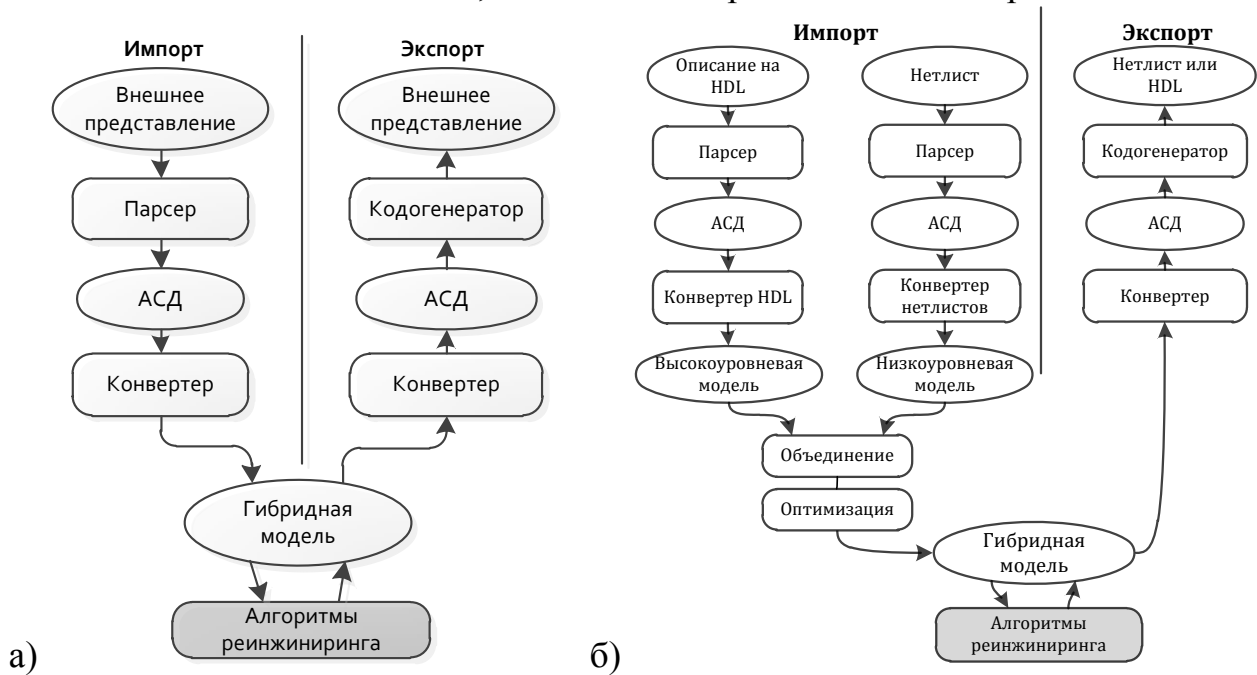 Импорт
Экспорт
Внешнее
представление
Внешнее
представление
Парсер
Кодогенератор
АСД
АСД
Конвертер
Конвертер
Гибридная
модель
Алгоритмы
реинжиниринга
а)
Импорт
Экспорт
Описание на
HDL
Нетлист
Нетлист или
HDL
Парсер
Парсер
Кодогенератор
АСД
АСД
АСД
Конвертер HDL
Конвертер
нетлистов
Конвертер
Высокоуровневая
модель
Низкоуровневая
модель
Объединение
Оптимизация
Гибридная
модель
Алгоритмы
реинжиниринга
б)